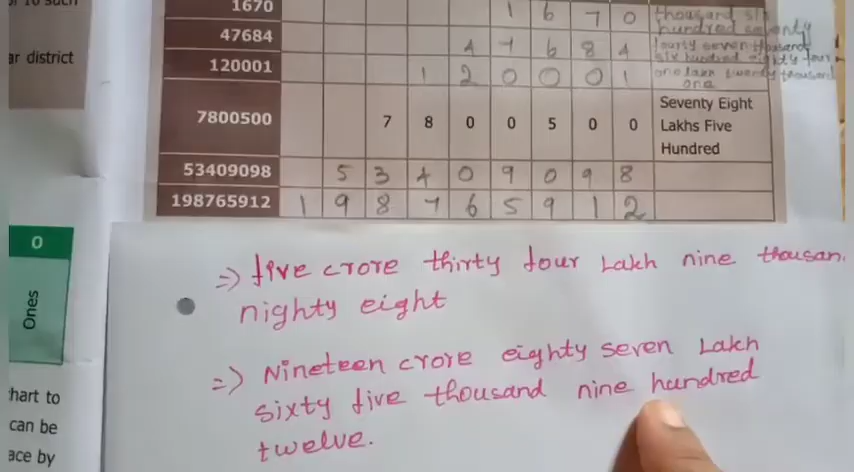 1670 1 6 7 0 thousand six
hundred seventy
ar district
47684 4 7 6 8 4 fourty seven thousand
six hundred eighty four
120001 1 2 0 0 0 1 one lakh twenty thousand
one
7800500 7 8 0 0 5 0 0 Seventy Eight
Lakhs Five
Hundred
53409098 5 3 4 0 9 0 9 8
198765912 1 9 8 7 6 5 9 1 2
0
Ones
=> five crore thirty four Lakh nine thousan
nighty eight
=> Nineteen crore eighty seven Lakh
sixty five thousand nine hundred
twelve.
hart to
can be
ace by